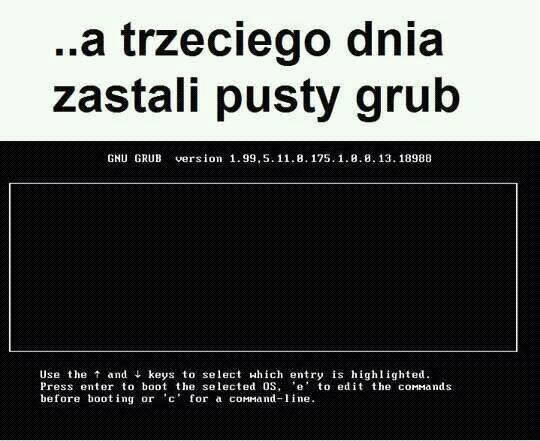 ..a trzeciego dnia
zastali pusty grub
GNU GRUB version 1.99,5.11.0.175.1.0.0.13.18988
Use the ↑ and ↓ keys to select which entry is highlighted.
Press enter to boot the selected OS, 'e' to edit the commands
before booting or 'c' for a command-line.